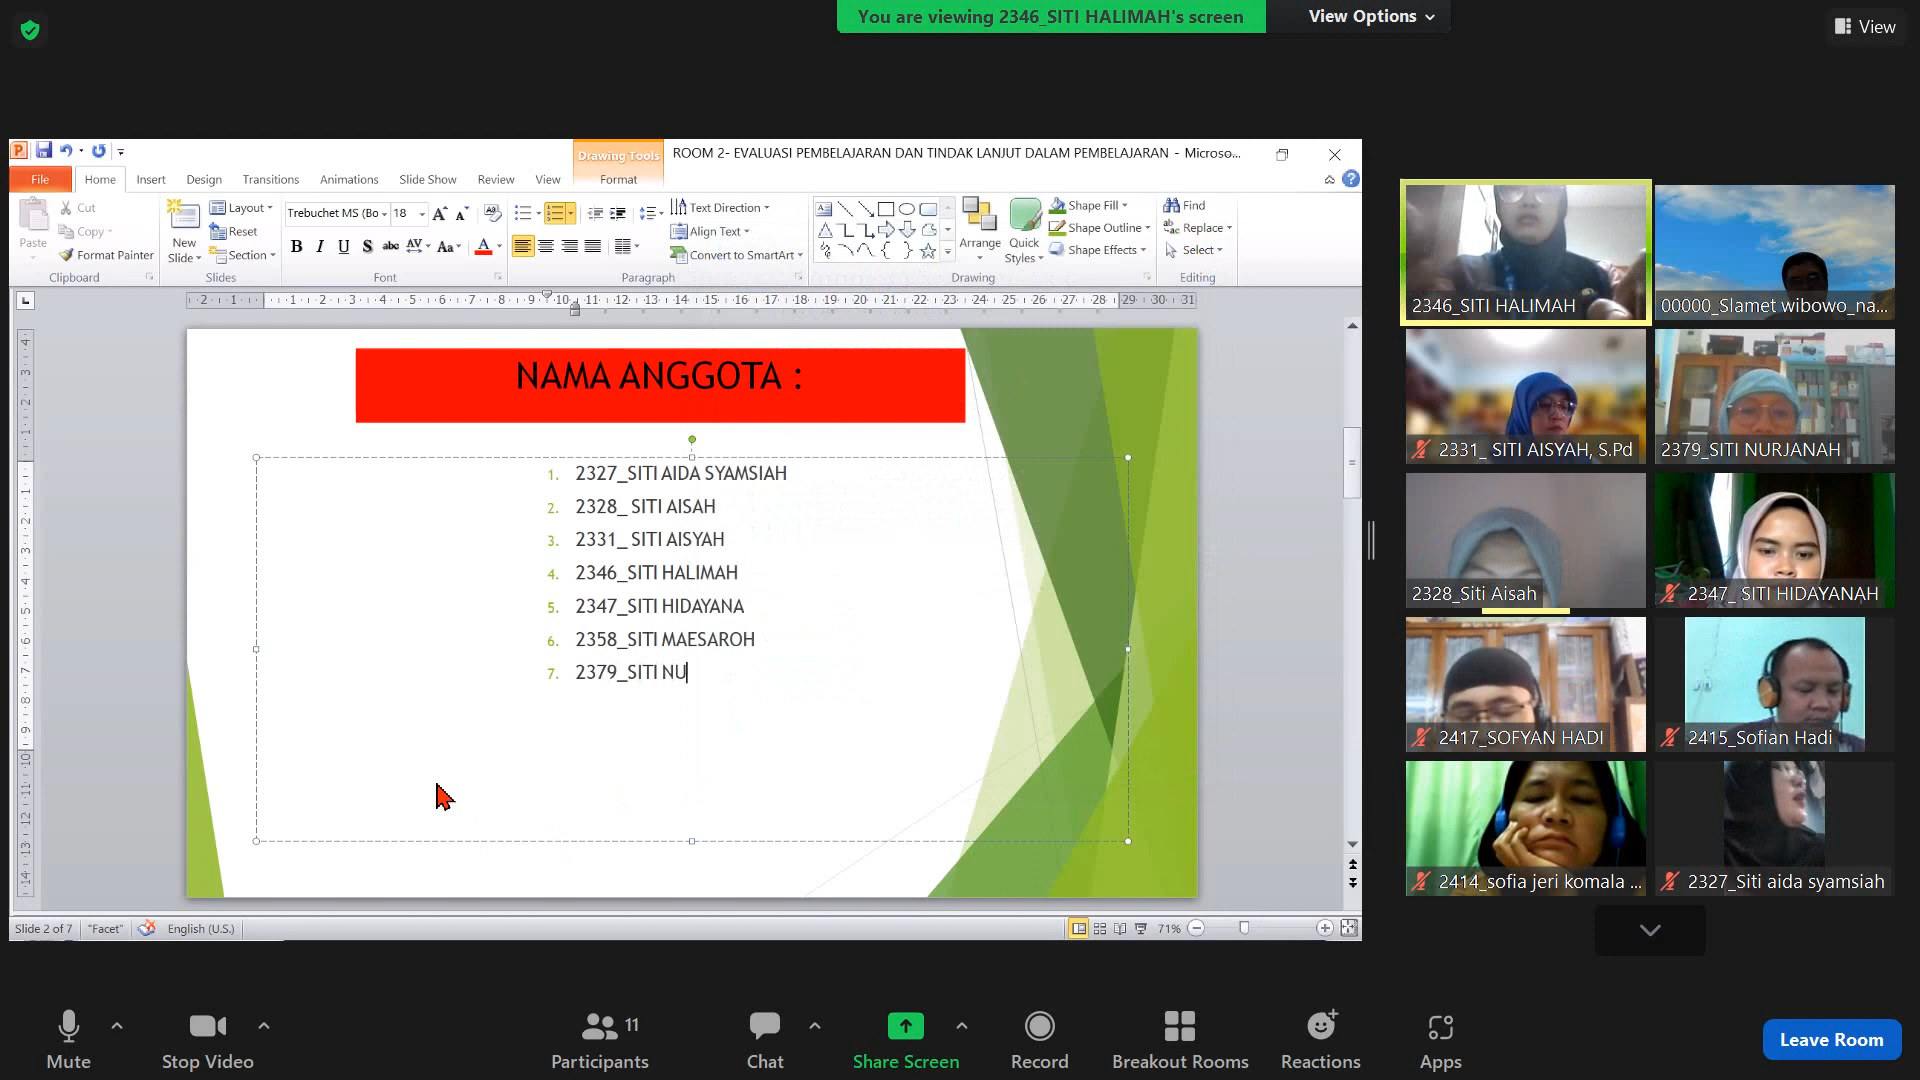 You are viewing 2346_SITI HALIMAH's screen
View Options
View
Drawing Tools
ROOM 2- EVALUASI PEMBELAJARAN DAN TINDAK LANJUT DALAM PEMBELAJARAN - Microso...
File Home Insert Design Transitions Animations Slide Show Review View Format
Paste
Cut
Copy
Format Painter
Clipboard
New Slide
Layout
Reset
Section
Slides
Trebuchet MS (Bo 18
Font
Paragraph
Text Direction
Align Text
Convert to SmartArt
Arrange
Quick Styles
Shape Fill
Shape Outline
Shape Effects
Drawing
Find
Replace
Select
Editing
NAMA ANGGOTA :
1. 2327_SITI AIDA SYAMSIAH
2. 2328_ SITI AISAH
3. 2331_ SITI AISYAH
4. 2346_SITI HALIMAH
5. 2347_SITI HIDAYANA
6. 2358_SITI MAESAROH
7. 2379_SITI NU
Slide 2 of 7 "Facet" English (U.S.) 71%
2346_SITI HALIMAH
00000_Slamet wibowo_na...
2331_ SITI AISYAH, S.Pd
2379_SITI NURJANAH
2328_Siti Aisah
2347_ SITI HIDAYANAH
2417_SOFYAN HADI
2415_Sofian Hadi
2414_sofia jeri komala ...
2327_Siti aida syamsiah
Mute
Stop Video
Participants 11
Chat
Share Screen
Record
Breakout Rooms
Reactions
Apps
Leave Room